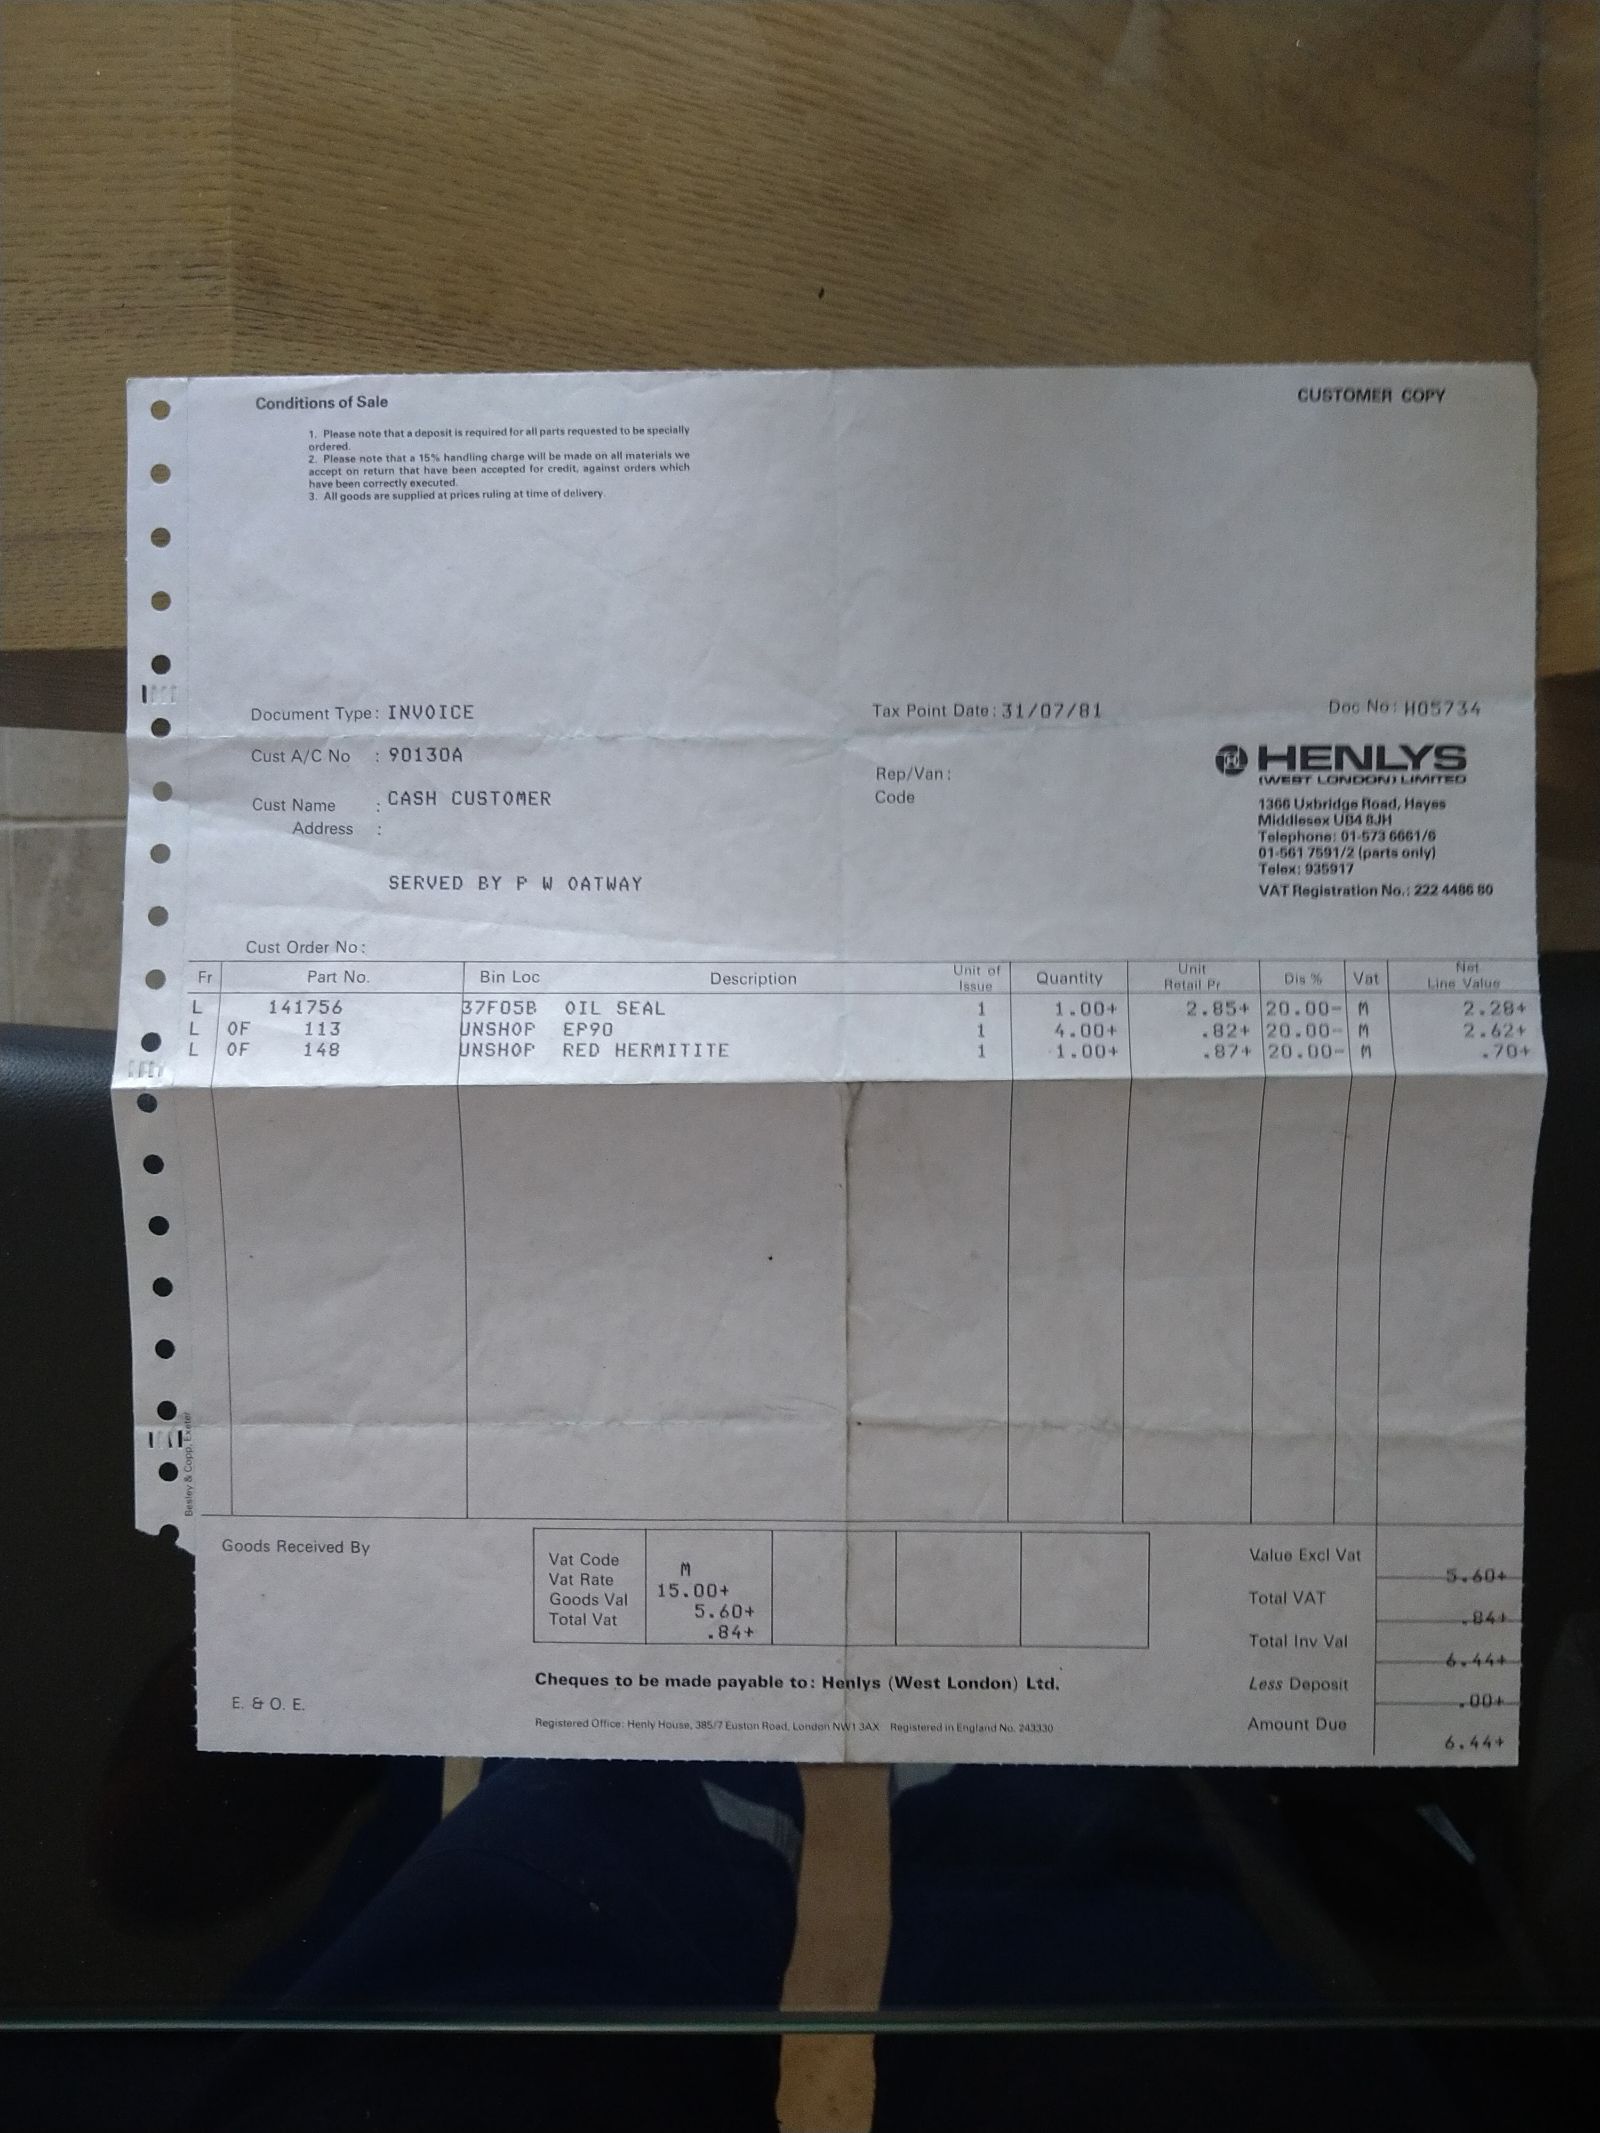 Conditions of Sale
CUSTOMER COPY
1. Please note that a deposit is required for all parts requested to be specially
ordered.
2. Please note that a 15% handling charge will be made on all materials we
accept on return that have been accepted for credit, against orders which
have been correctly executed.
3. All goods are supplied at prices ruling at time of delivery.
Document Type: INVOICE Tax Point Date: 31/07/81 Doc No: H05734
Cust A/C No : 90130A
HENLYS
(WEST LONDON) LIMITED
Rep/Van:
Code
Cust Name : CASH CUSTOMER
Address :
1366 Uxbridge Road, Hayes
Middlesex UB4 8JH
Telephone: 01-573 6661/6
01-561 7591/2 (parts only)
Telex: 935917
VAT Registration No.: 222 4486 80
SERVED BY P W OATWAY
Cust Order No:
Fr Part No. Bin Loc Description Unit of Issue Quantity Unit Retail Pr Dis % Vat Net Line Value
L 141756 37F05B OIL SEAL 1 1.00+ 2.85+ 20.00- M 2.28+
L OF 113 UNSHOP EP90 1 4.00+ .82+ 20.00- M 2.62+
L OF 148 UNSHOP RED HERMITITE 1 1.00+ .87+ 20.00- M .70+
Besley & Copp, Exeter
Goods Received By
Vat Code M
Vat Rate 15.00+
Goods Val 5.60+
Total Vat .84+
Value Excl Vat 5.60+
Total VAT .84+
Total Inv Val 6.44+
Less Deposit .00+
Amount Due 6.44+
Cheques to be made payable to: Henlys (West London) Ltd.
E. & O. E.
Registered Office: Henly House, 385/7 Euston Road, London NW1 3AX Registered in England No. 243330